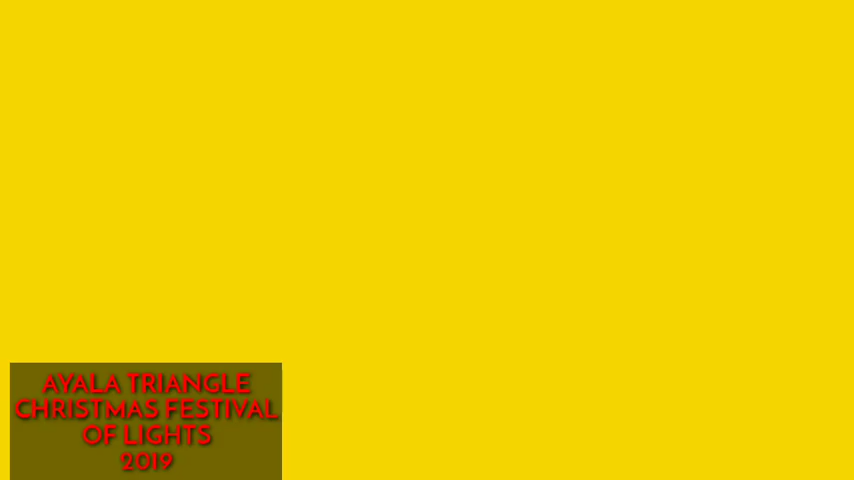 AYALA TRIANGLE
CHRISTMAS FESTIVAL
OF LIGHTS
2019